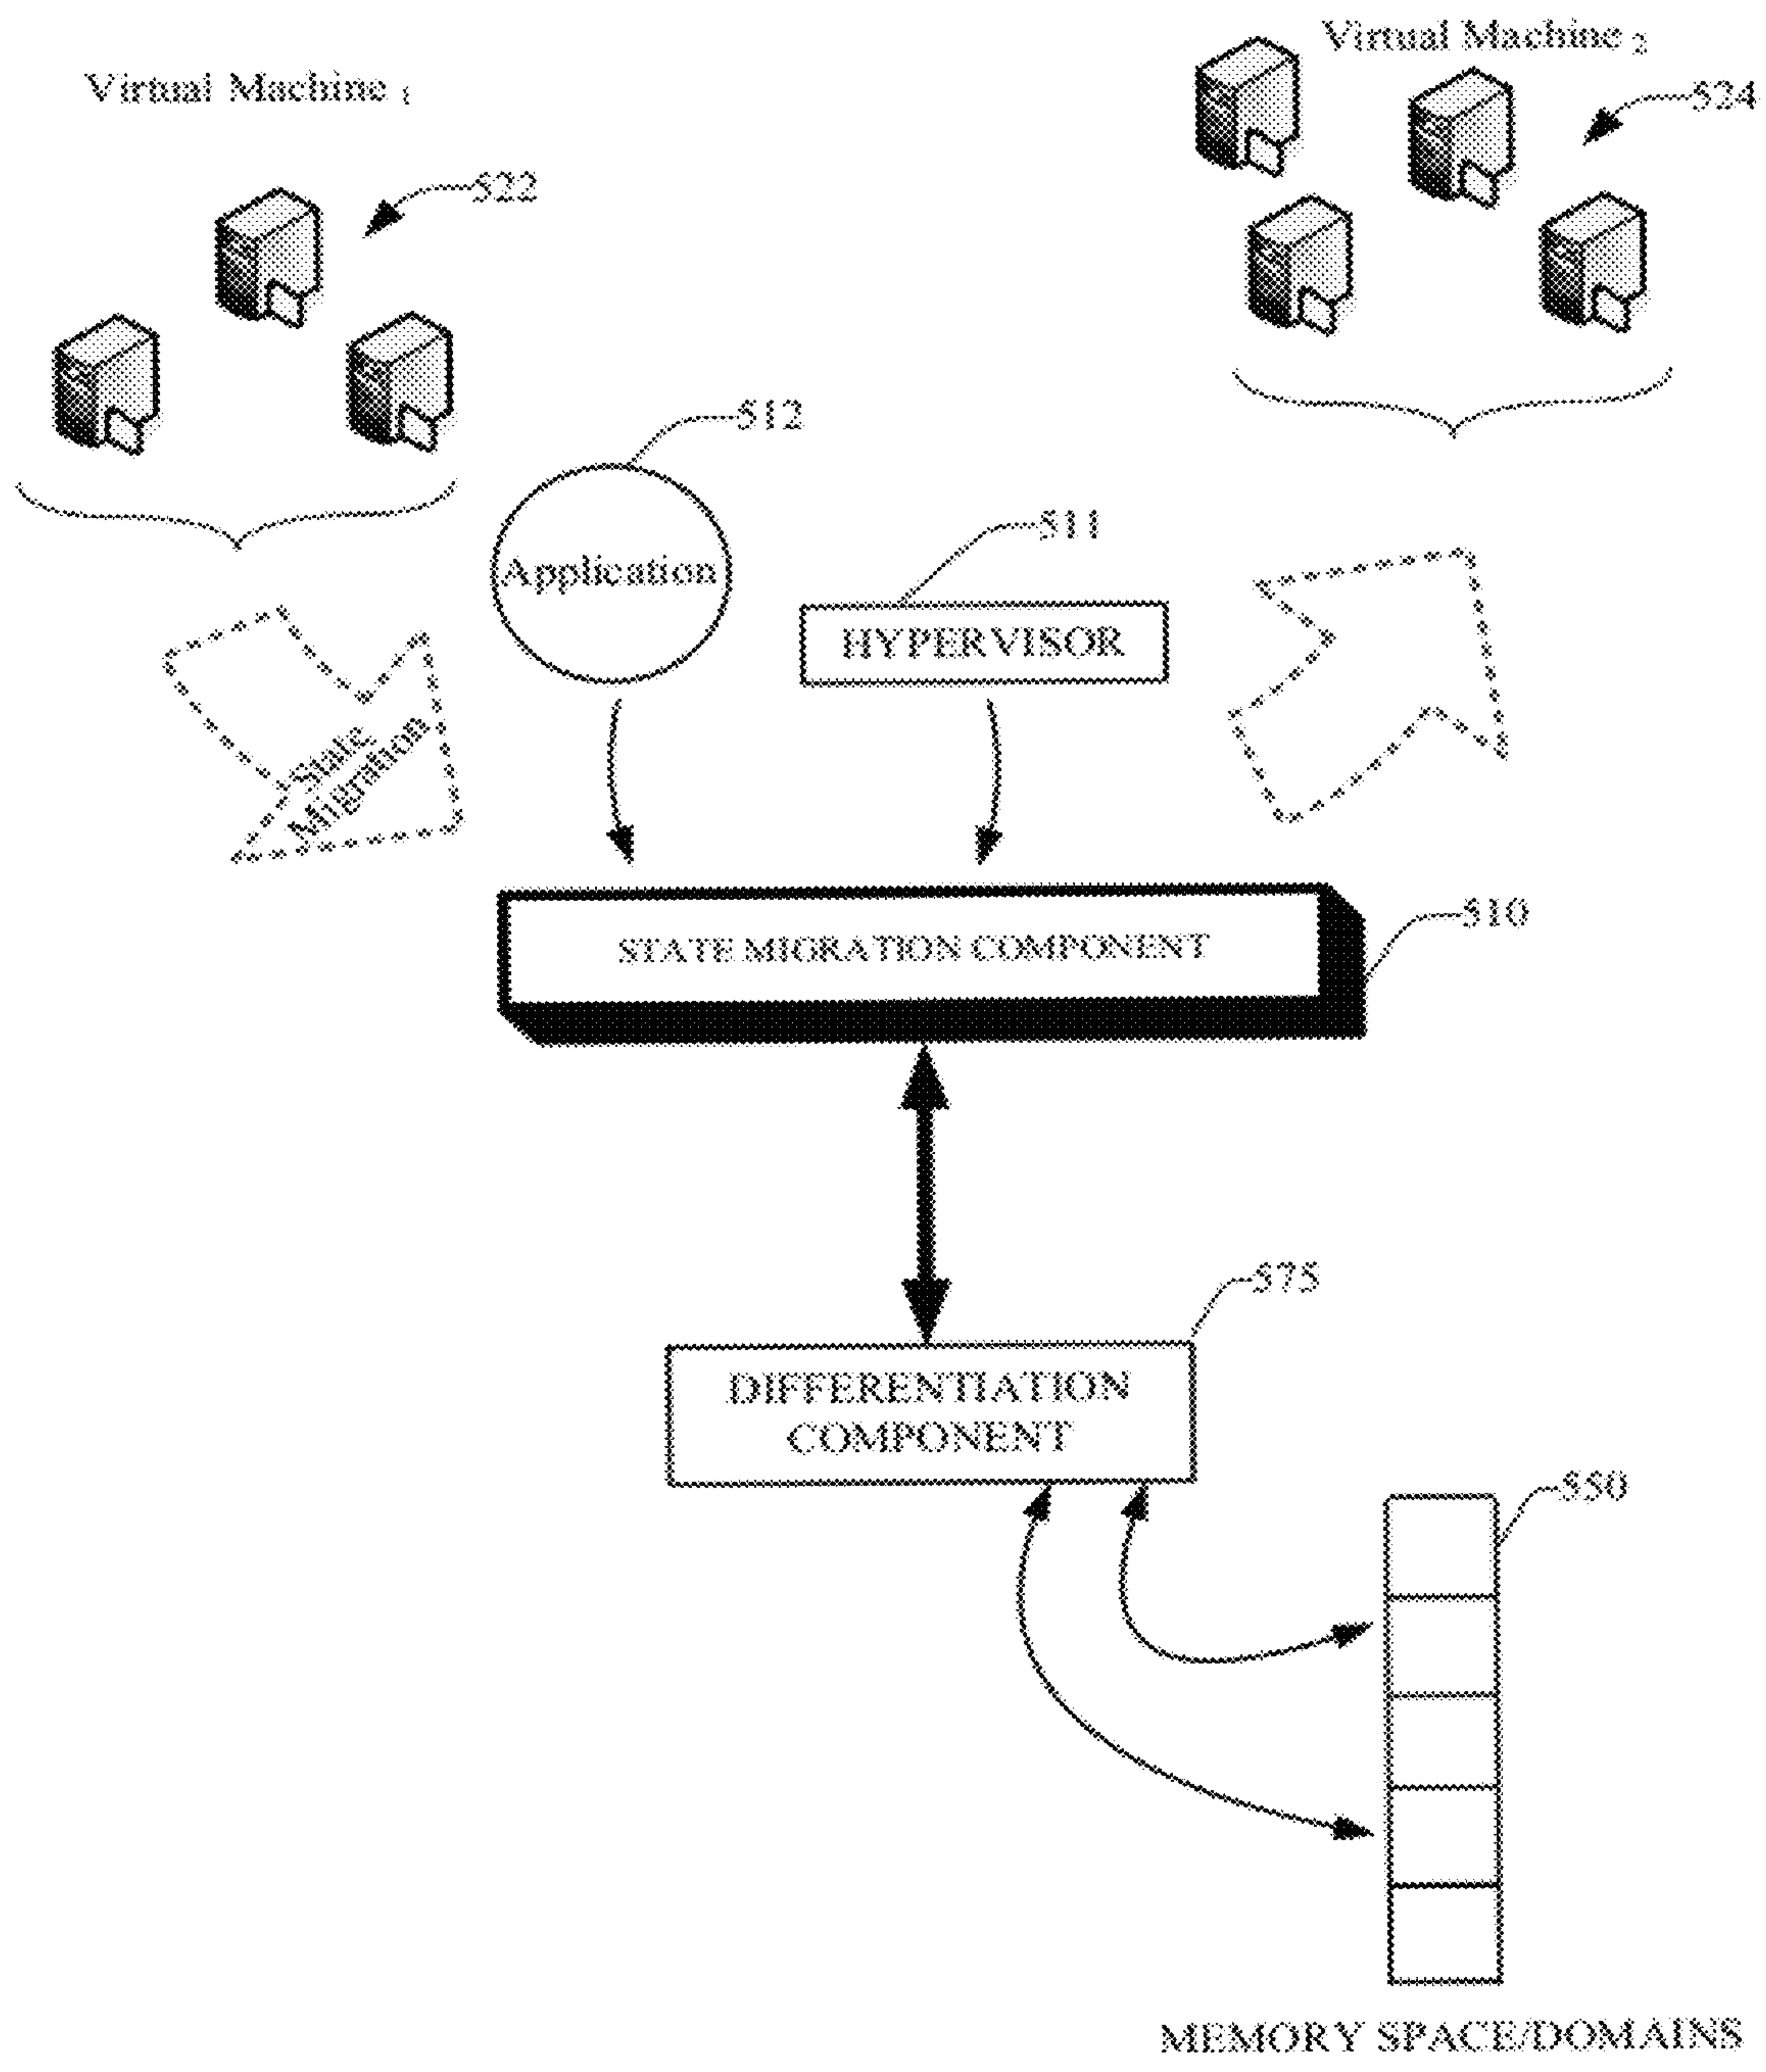 Virtual Machine 2
524
Virtual Machine 1
522
512
Application
511
HYPERVISOR
State
Migration
STATE MIGRATION COMPONENT
510
575
DIFFERENTIATION
COMPONENT
550
MEMORY SPACE/DOMAINS